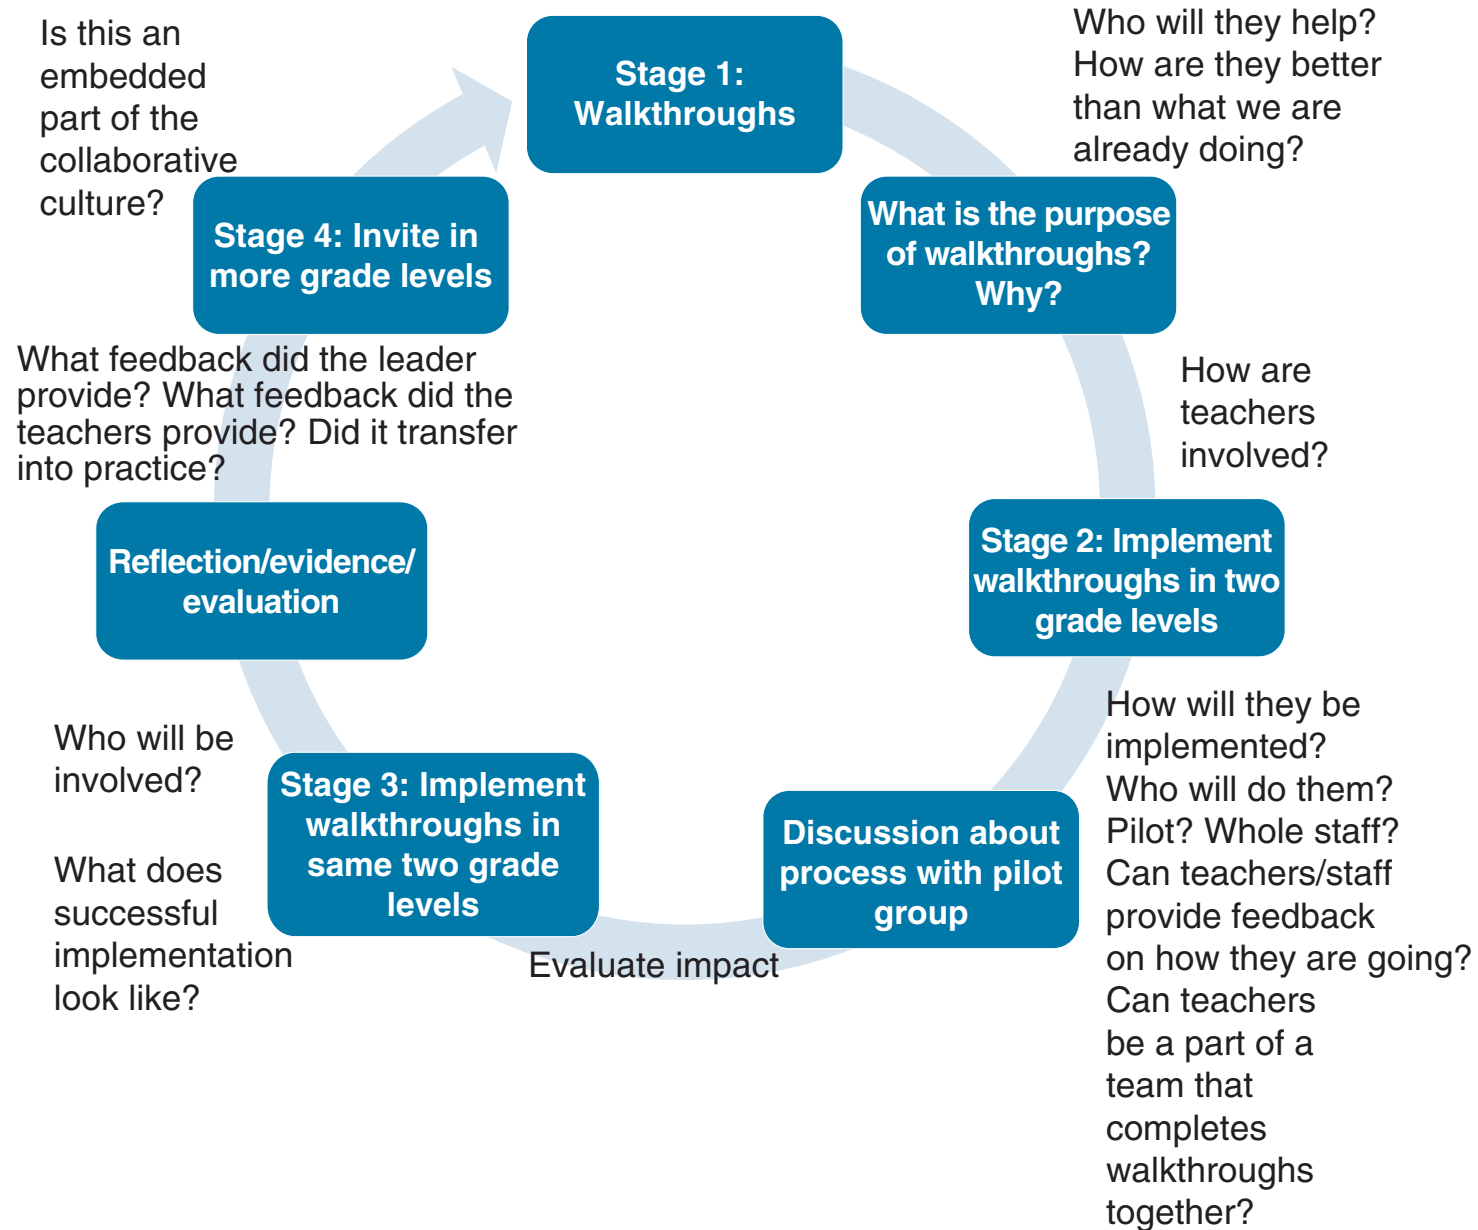 Stage 1:
Walkthroughs
Who will they help?
How are they better
than what we are
already doing?
What is the purpose
of walkthroughs?
Why?
How are
teachers
involved?
Stage 2: Implement
walkthroughs in two
grade levels
How will they be
implemented?
Who will do them?
Pilot? Whole staff?
Can teachers/staff
provide feedback
on how they are going?
Can teachers
be a part of a
team that
completes
walkthroughs
together?
Discussion about
process with pilot
group
Evaluate impact
Stage 3: Implement
walkthroughs in
same two grade
levels
Who will be
involved?
What does
successful
implementation
look like?
Reflection/evidence/
evaluation
What feedback did the leader
provide? What feedback did the
teachers provide? Did it transfer
into practice?
Stage 4: Invite in
more grade levels
Is this an
embedded
part of the
collaborative
culture?